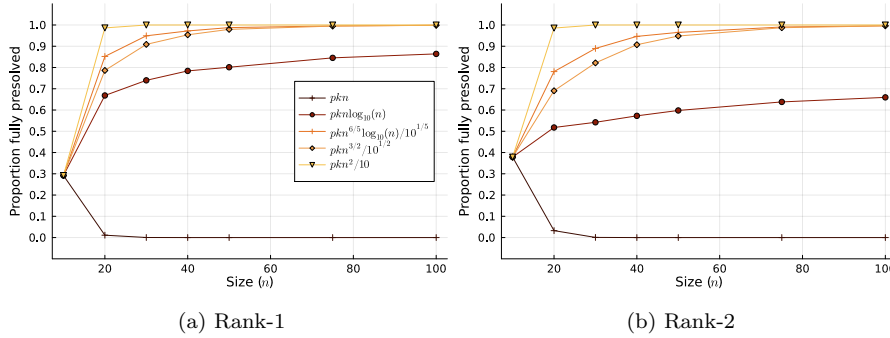 Proportion fully presolved
1.0
0.9
0.8
0.7
0.6
0.5
0.4
0.3
0.2
0.1
0.0
20
40
60
80
100
Size (n)
pkn
pkn log₁₀(n)
pkn^{6/5} log₁₀(n)/10^{1/5}
pkn^{3/2}/10^{1/2}
pkn²/10
(a) Rank-1
Proportion fully presolved
1.0
0.9
0.8
0.7
0.6
0.5
0.4
0.3
0.2
0.1
0.0
20
40
60
80
100
Size (n)
(b) Rank-2